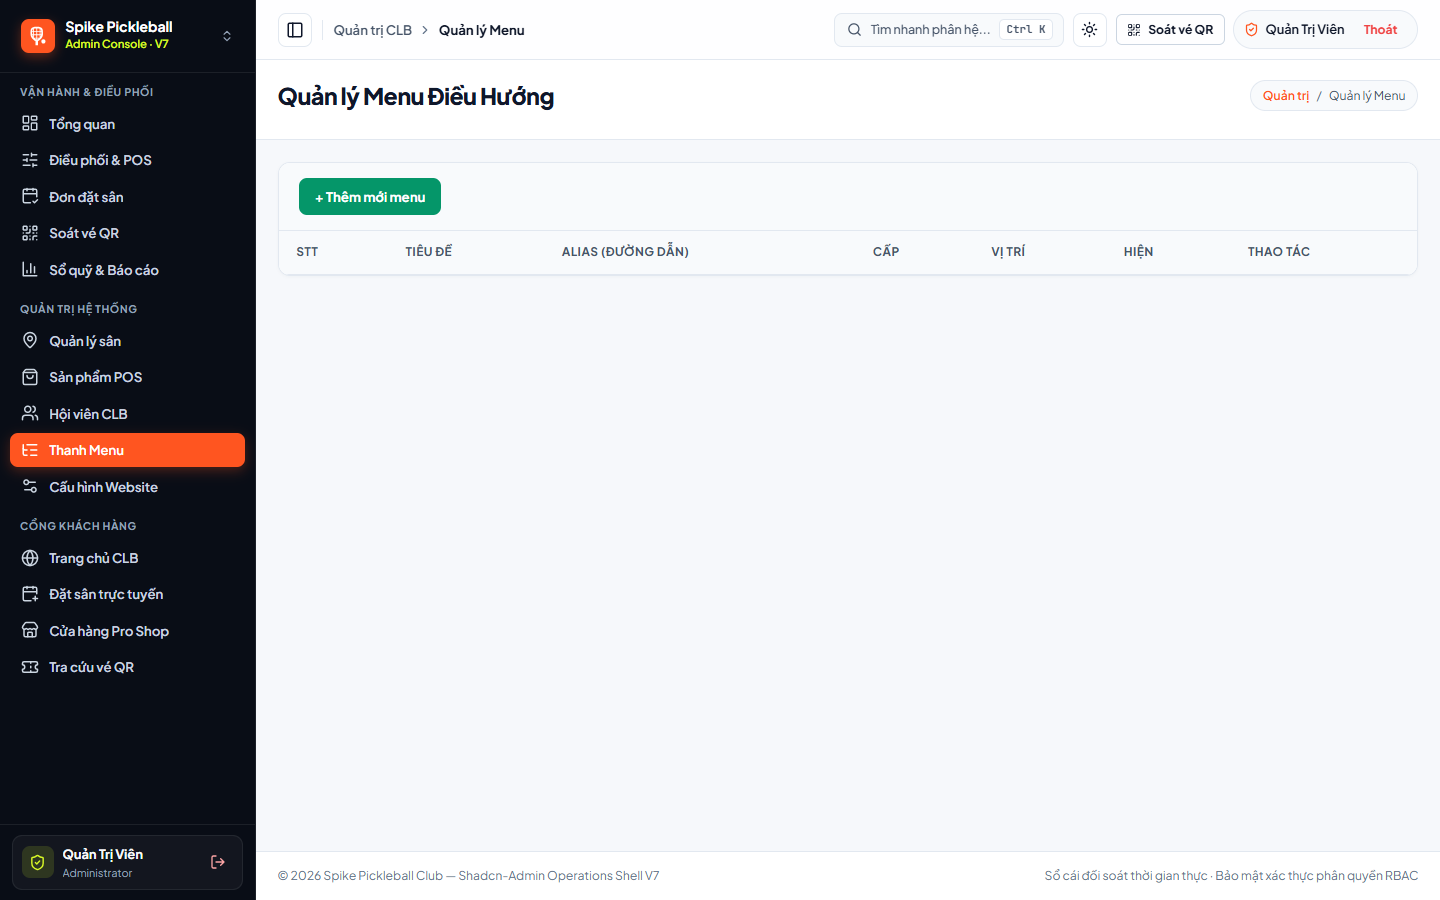 Spike Pickleball
Admin Console · V7
VẬN HÀNH & ĐIỀU PHỐI
Tổng quan
Điều phối & POS
Đơn đặt sân
Soát vé QR
Sổ quỹ & Báo cáo
QUẢN TRỊ HỆ THỐNG
Quản lý sân
Sản phẩm POS
Hội viên CLB
Thanh Menu
Cấu hình Website
CỔNG KHÁCH HÀNG
Trang chủ CLB
Đặt sân trực tuyến
Cửa hàng Pro Shop
Tra cứu vé QR
Quản Trị Viên
Administrator
Quản trị CLB > Quản lý Menu
Tìm nhanh phân hệ... Ctrl K
Soát vé QR
Quản Trị Viên Thoát
Quản lý Menu Điều Hướng
Quản trị / Quản lý Menu
+ Thêm mới menu
STT TIÊU ĐỀ ALIAS (ĐƯỜNG DẪN) CẤP VỊ TRÍ HIỆN THAO TÁC
© 2026 Spike Pickleball Club — Shadcn-Admin Operations Shell V7
Sổ cái đối soát thời gian thực · Bảo mật xác thực phân quyền RBAC